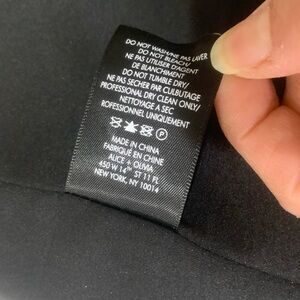 DO NOT WASH/NE PAS LAVER
DO NOT BLEACH/
NE PAS UTILISER D'AGENT
DE BLANCHIMENT
DO NOT TUMBLE DRY/
NE PAS SECHER PAR CULBUTAGE
PROFESSIONAL DRY CLEAN ONLY/
NETTOYAGE A SEC
ROFESSIONNEL UNIQUEMENT
P
MADE IN CHINA
FABRIQUÉ EN CHINE
ALICE + OLIVIA
450 W 14TH ST 11 FL
NEW YORK, NY 10014